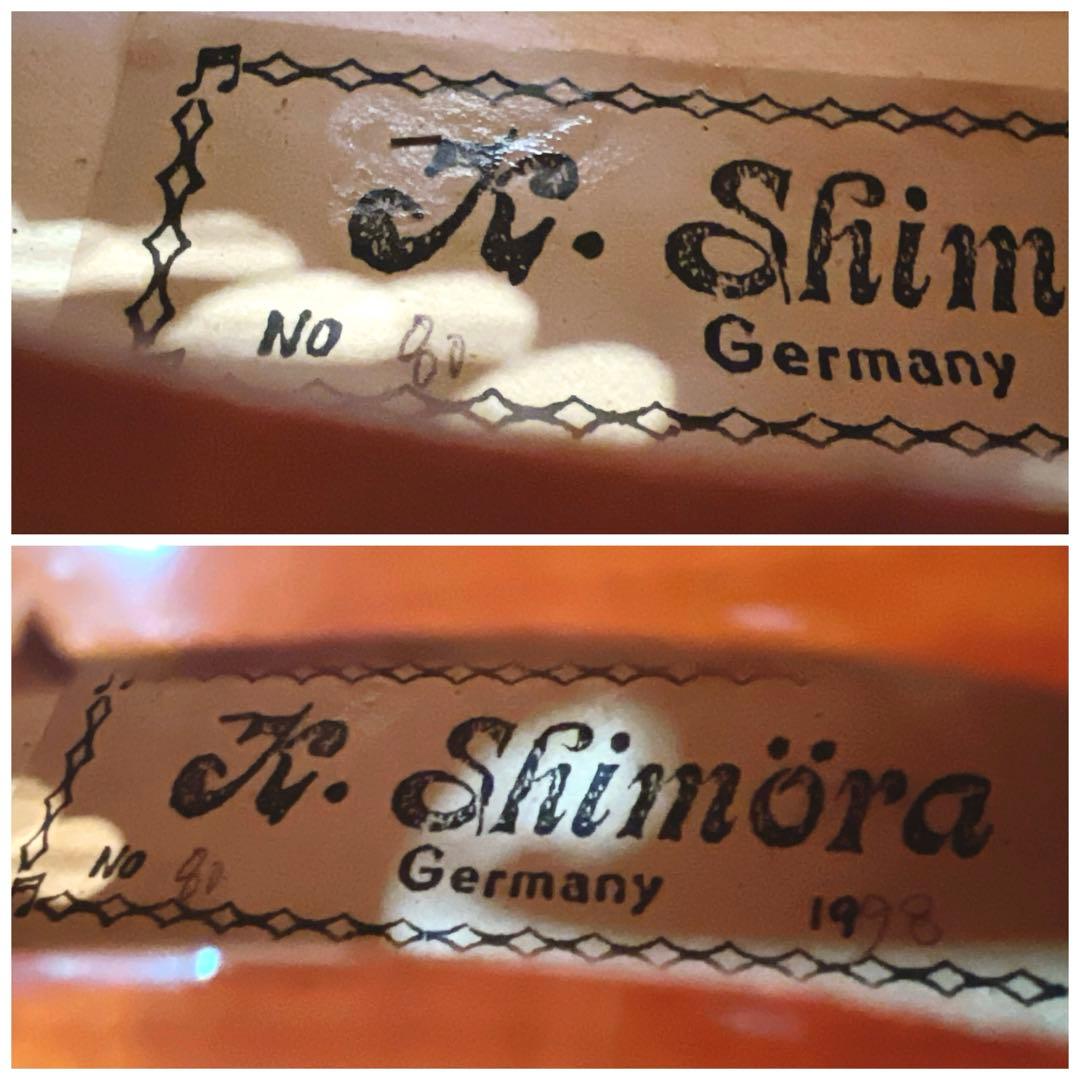 K. Shim
No 80
Germany
K. Shimöra
No 80
Germany
1998